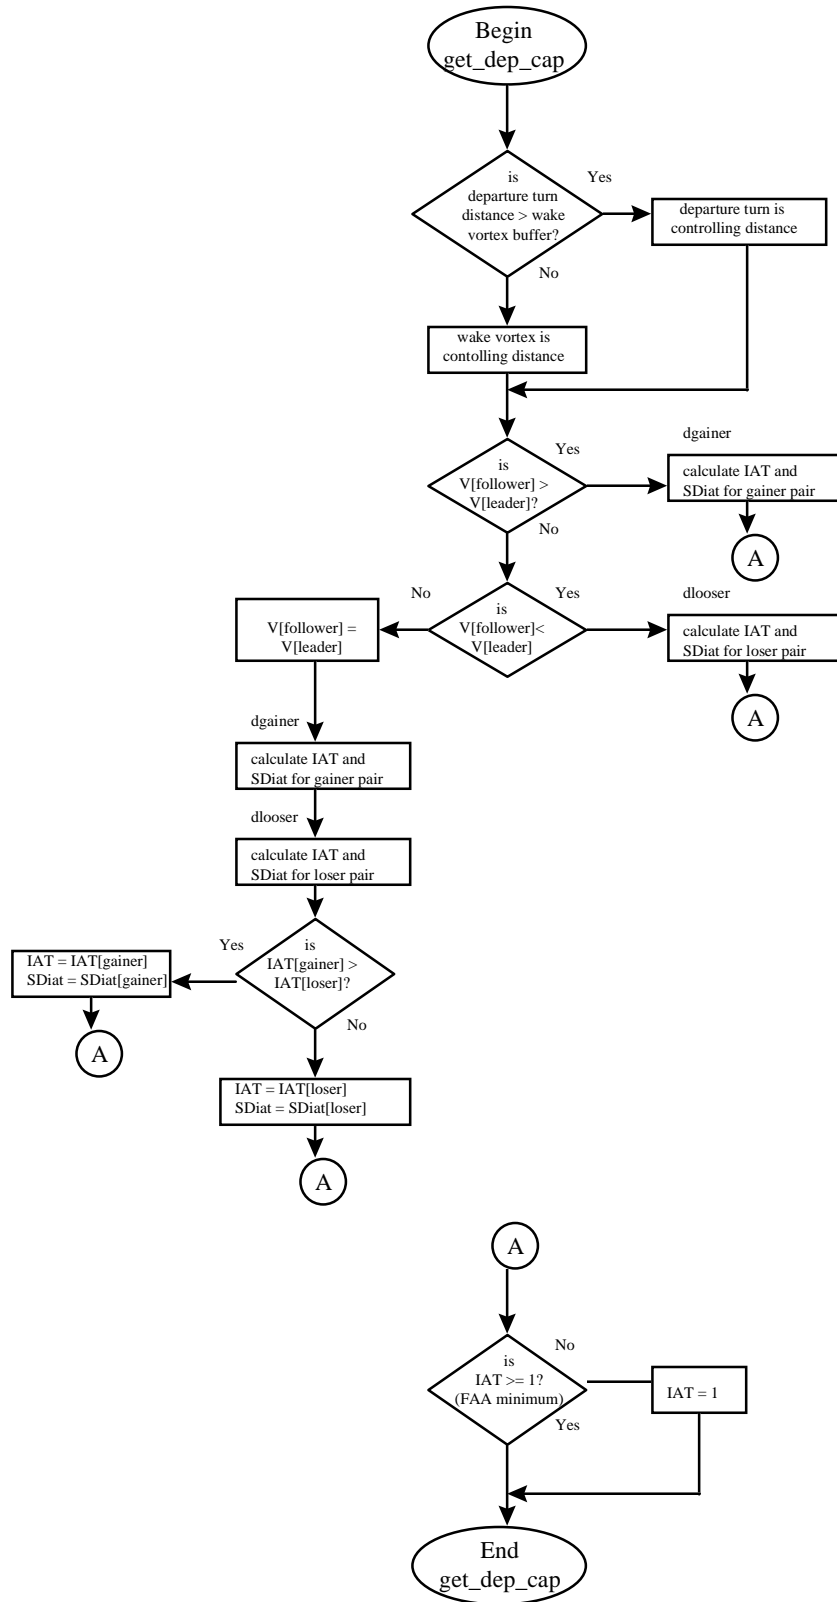 Begin
get_dep_cap
is
departure turn
distance > wake
vortex buffer?
Yes
departure turn is
controlling distance
No
wake vortex is
contolling distance
is
V[follower] >
V[leader]?
Yes
dgainer
calculate IAT and
SDiat for gainer pair
A
No
is
V[follower]<
V[leader]
Yes
dlooser
calculate IAT and
SDiat for loser pair
A
No
V[follower] =
V[leader]
dgainer
calculate IAT and
SDiat for gainer pair
dlooser
calculate IAT and
SDiat for loser pair
is
IAT[gainer] >
IAT[loser]?
Yes
IAT = IAT[gainer]
SDiat = SDiat[gainer]
A
No
IAT = IAT[loser]
SDiat = SDiat[loser]
A
A
is
IAT >= 1?
(FAA minimum)
No
IAT = 1
Yes
End
get_dep_cap